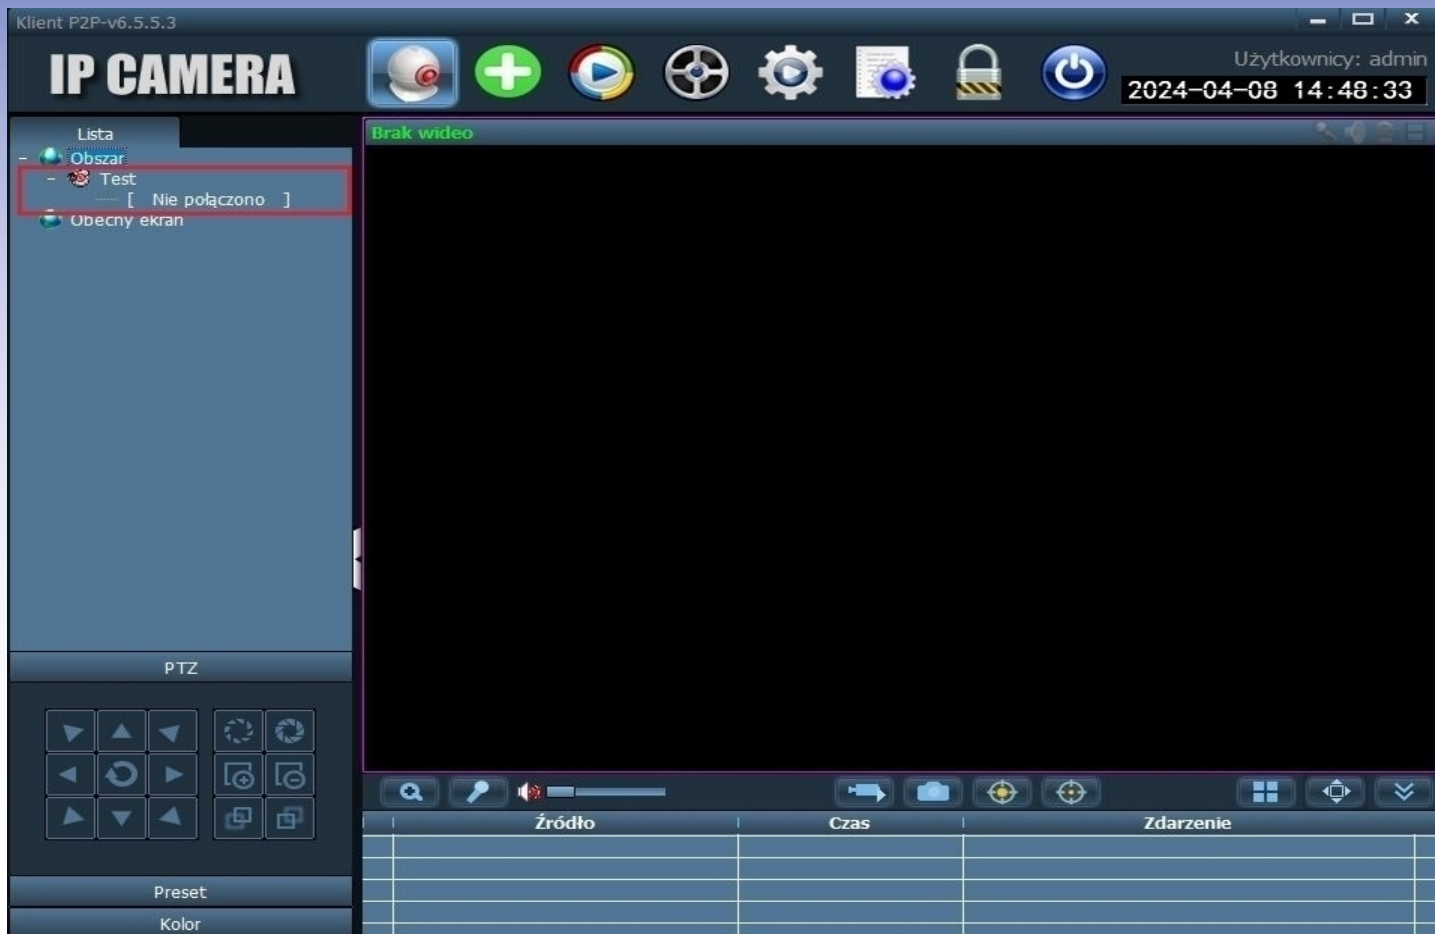 Klient P2P-v6.5.5.3
IP CAMERA
Użytkownicy: admin
2024-04-08 14:48:33
Lista
Obszar
Test
[ Nie połączono ]
Obecny ekran
Brak wideo
PTZ
Preset
Kolor
Źródło Czas Zdarzenie